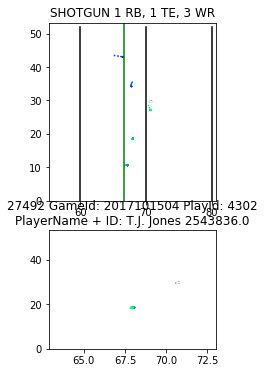 SHOTGUN 1 RB, 1 TE, 3 WR
50
40
30
20
10
0
60 70 80
27492 GameId: 2017101504 PlayId: 4302
PlayerName + ID: T.J. Jones 2543836.0
40
20
0
65.0 67.5 70.0 72.5